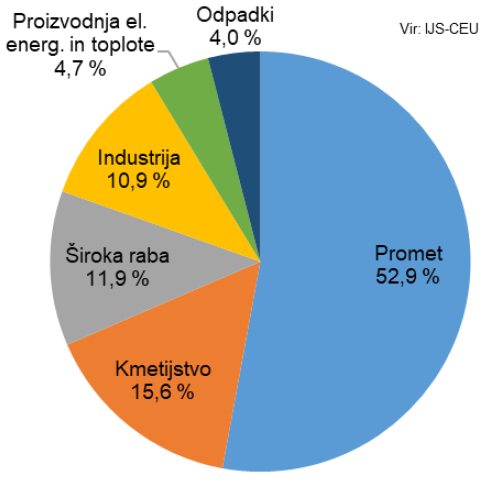 Proizvodnja el.
energ. in toplote
4,7 %
Odpadki
4,0 %
Vir: IJS-CEU
Industrija
10,9 %
Široka raba
11,9 %
Promet
52,9 %
Kmetijstvo
15,6 %